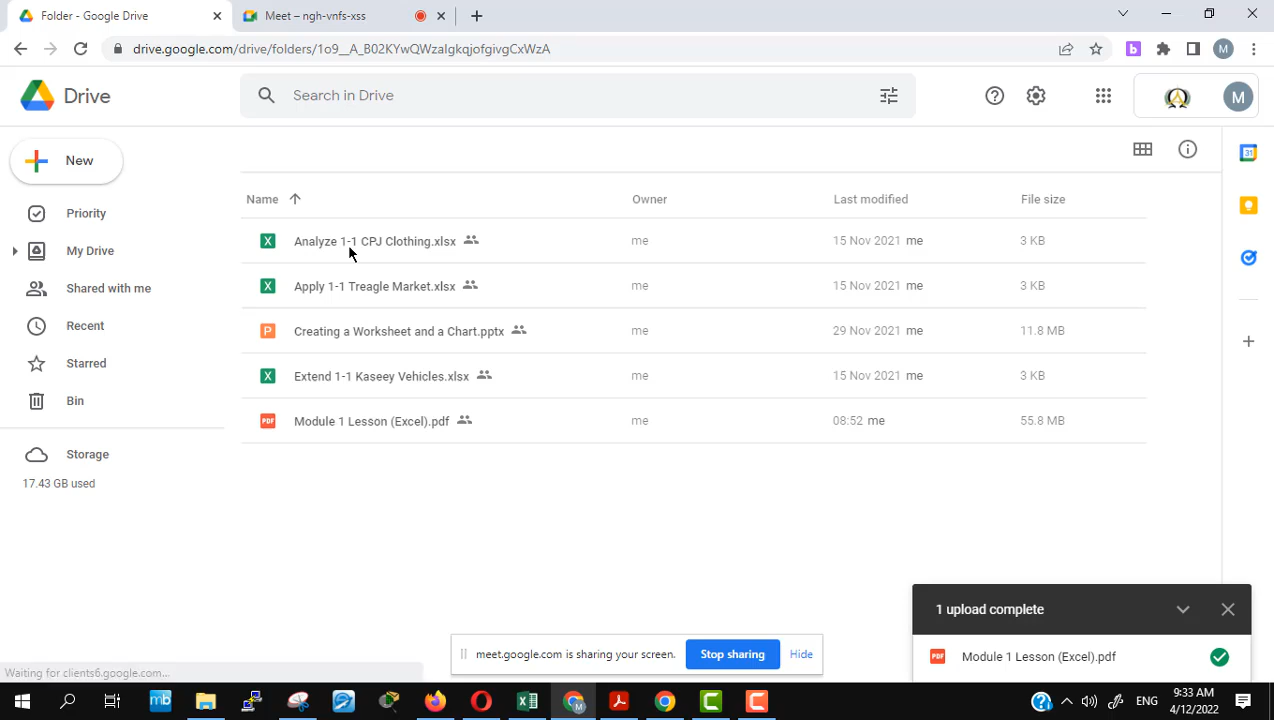 Folder - Google Drive
Meet – ngh-vnfs-xss
drive.google.com/drive/folders/1o9__A_B02KYwQWzaIgkqjofgivgCxWzA
b
M
Drive
Search in Drive
M
New
Priority
My Drive
Shared with me
Recent
Starred
Bin
Storage
17.43 GB used
31
Name
Owner
Last modified
File size
X Analyze 1-1 CPJ Clothing.xlsx me 15 Nov 2021 me 3 KB
X Apply 1-1 Treagle Market.xlsx me 15 Nov 2021 me 3 KB
P Creating a Worksheet and a Chart.pptx me 29 Nov 2021 me 11.8 MB
X Extend 1-1 Kaseey Vehicles.xlsx me 15 Nov 2021 me 3 KB
PDF Module 1 Lesson (Excel).pdf me 08:52 me 55.8 MB
1 upload complete
PDF Module 1 Lesson (Excel).pdf
meet.google.com is sharing your screen.
Stop sharing
Hide
Waiting for clients6.google.com...
mb
M
ENG
9:33 AM
4/12/2022